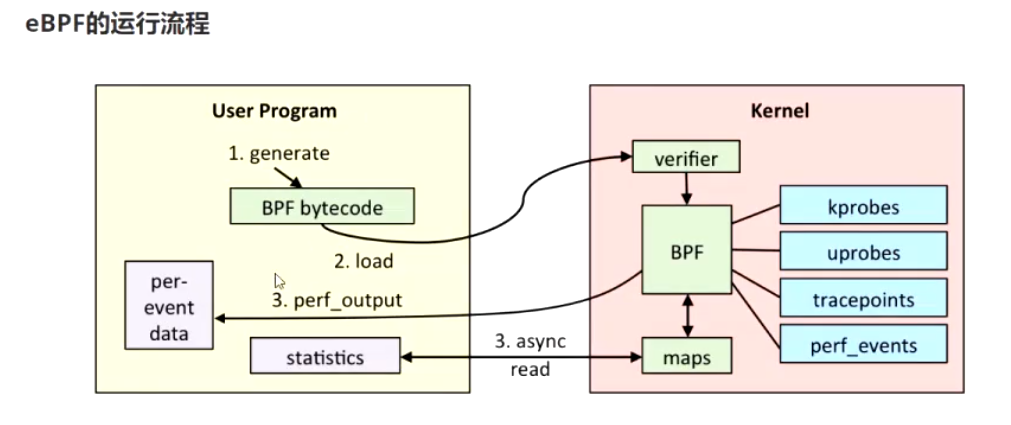 eBPF的运行流程
User Program
1. generate
BPF bytecode
2. load
per-
event
data
3. perf_output
statistics
3. async
read
Kernel
verifier
BPF
maps
kprobes
uprobes
tracepoints
perf_events